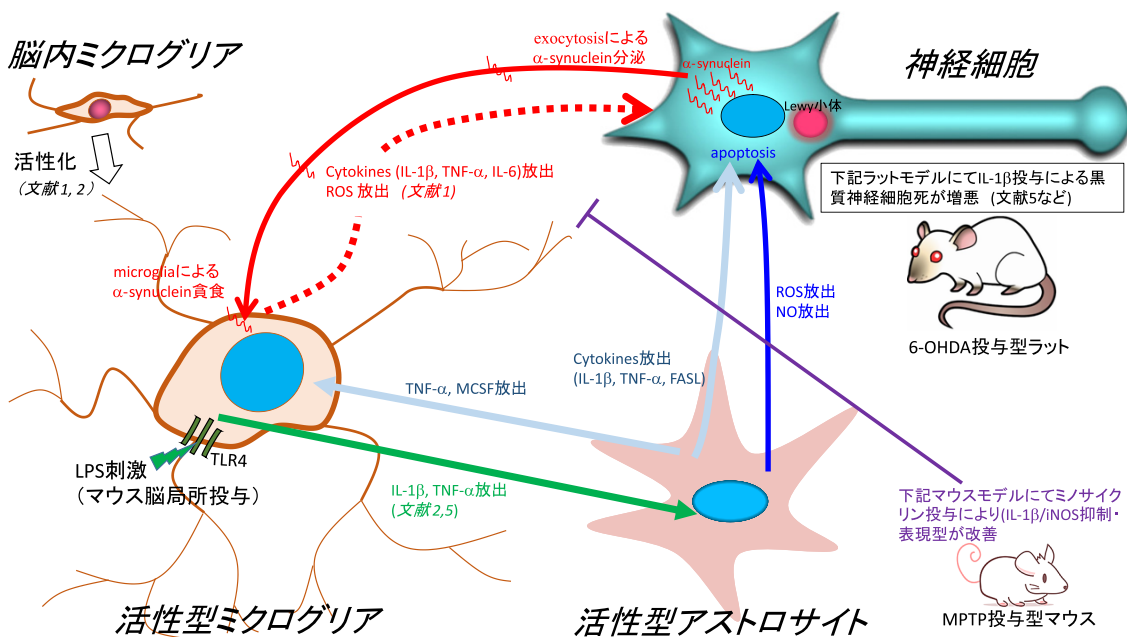 脳内ミクログリア
活性化
（文献1, 2）
exocytosisによる
α-synuclein分泌
α-synuclein
神経細胞
Lewy小体
apoptosis
Cytokines (IL-1β, TNF-α, IL-6)放出
ROS 放出 （文献1）
下記ラットモデルにてIL-1β投与による黒
質神経細胞死が増悪 （文献5など）
6-OHDA投与型ラット
microgliaによる
α-synuclein貪食
ROS放出
NO放出
Cytokines放出
(IL-1β, TNF-α, FASL)
TNF-α, MCSF放出
TLR4
LPS刺激
（マウス脳局所投与）
IL-1β, TNF-α放出
(文献2,5)
下記マウスモデルにてミノサイク
リン投与により(IL-1β/iNOS抑制・
表現型が改善
MPTP投与型マウス
活性型ミクログリア
活性型アストロサイト